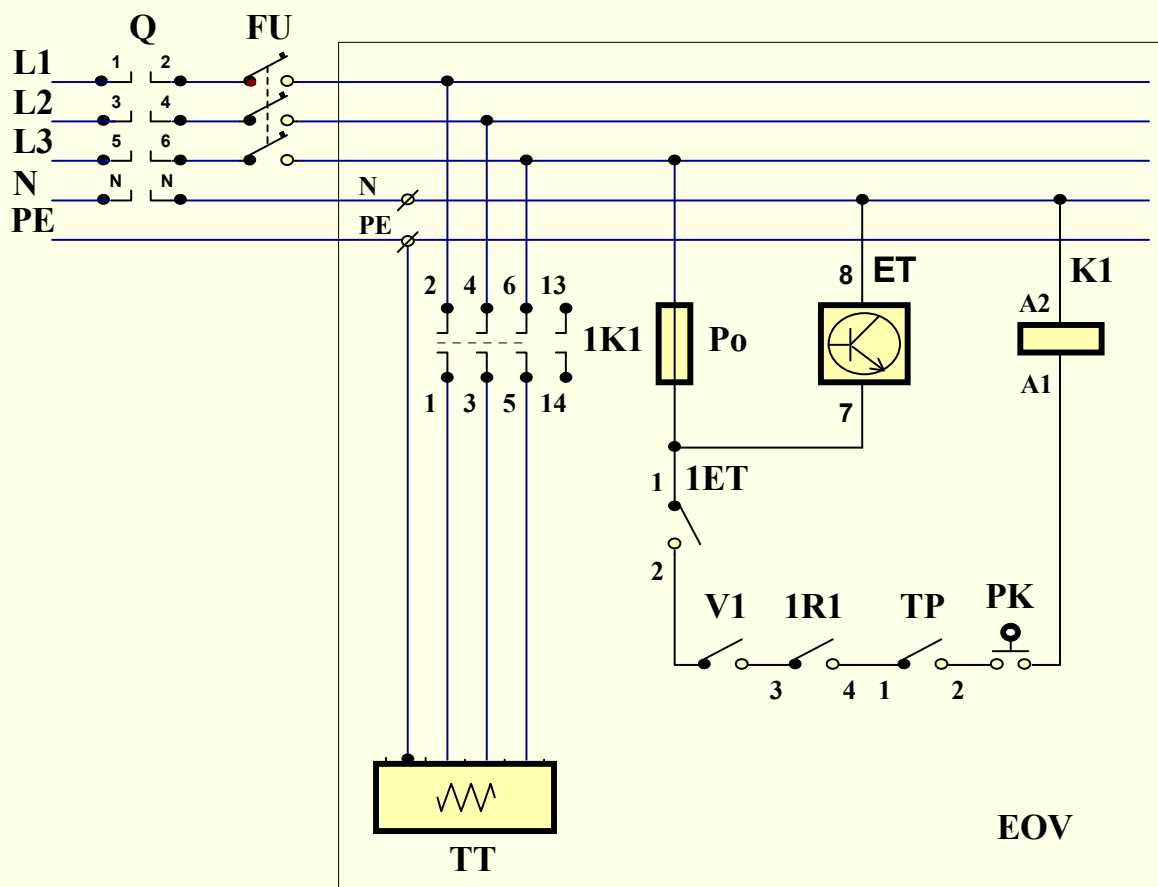 Q FU
L1 1 2
L2 3 4
L3 5 6
N N N N
PE PE
2 4 6 13
1K1 Po
8 ET
K1
A2
A1
1 3 5 14
7
1 1ET
2
V1 1R1 TP PK
3 4 1 2
EOV
TT